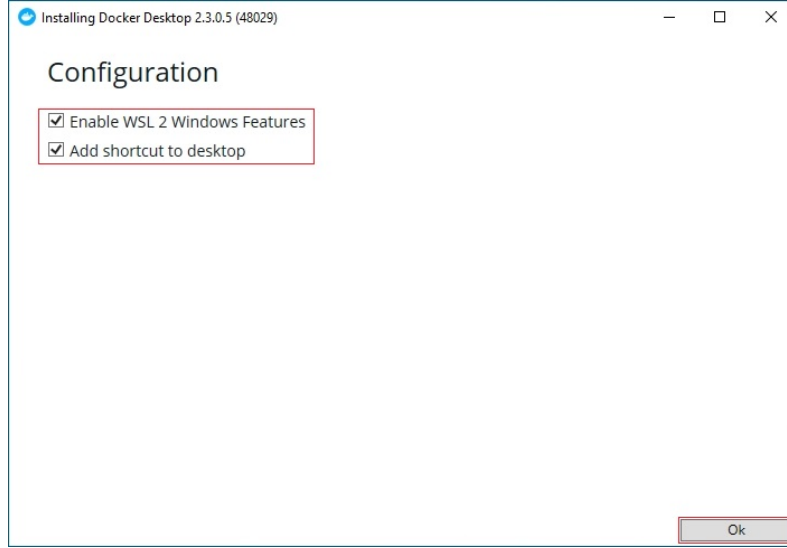 Installing Docker Desktop 2.3.0.5 (48029)
Configuration
Enable WSL 2 Windows Features
Add shortcut to desktop
Ok